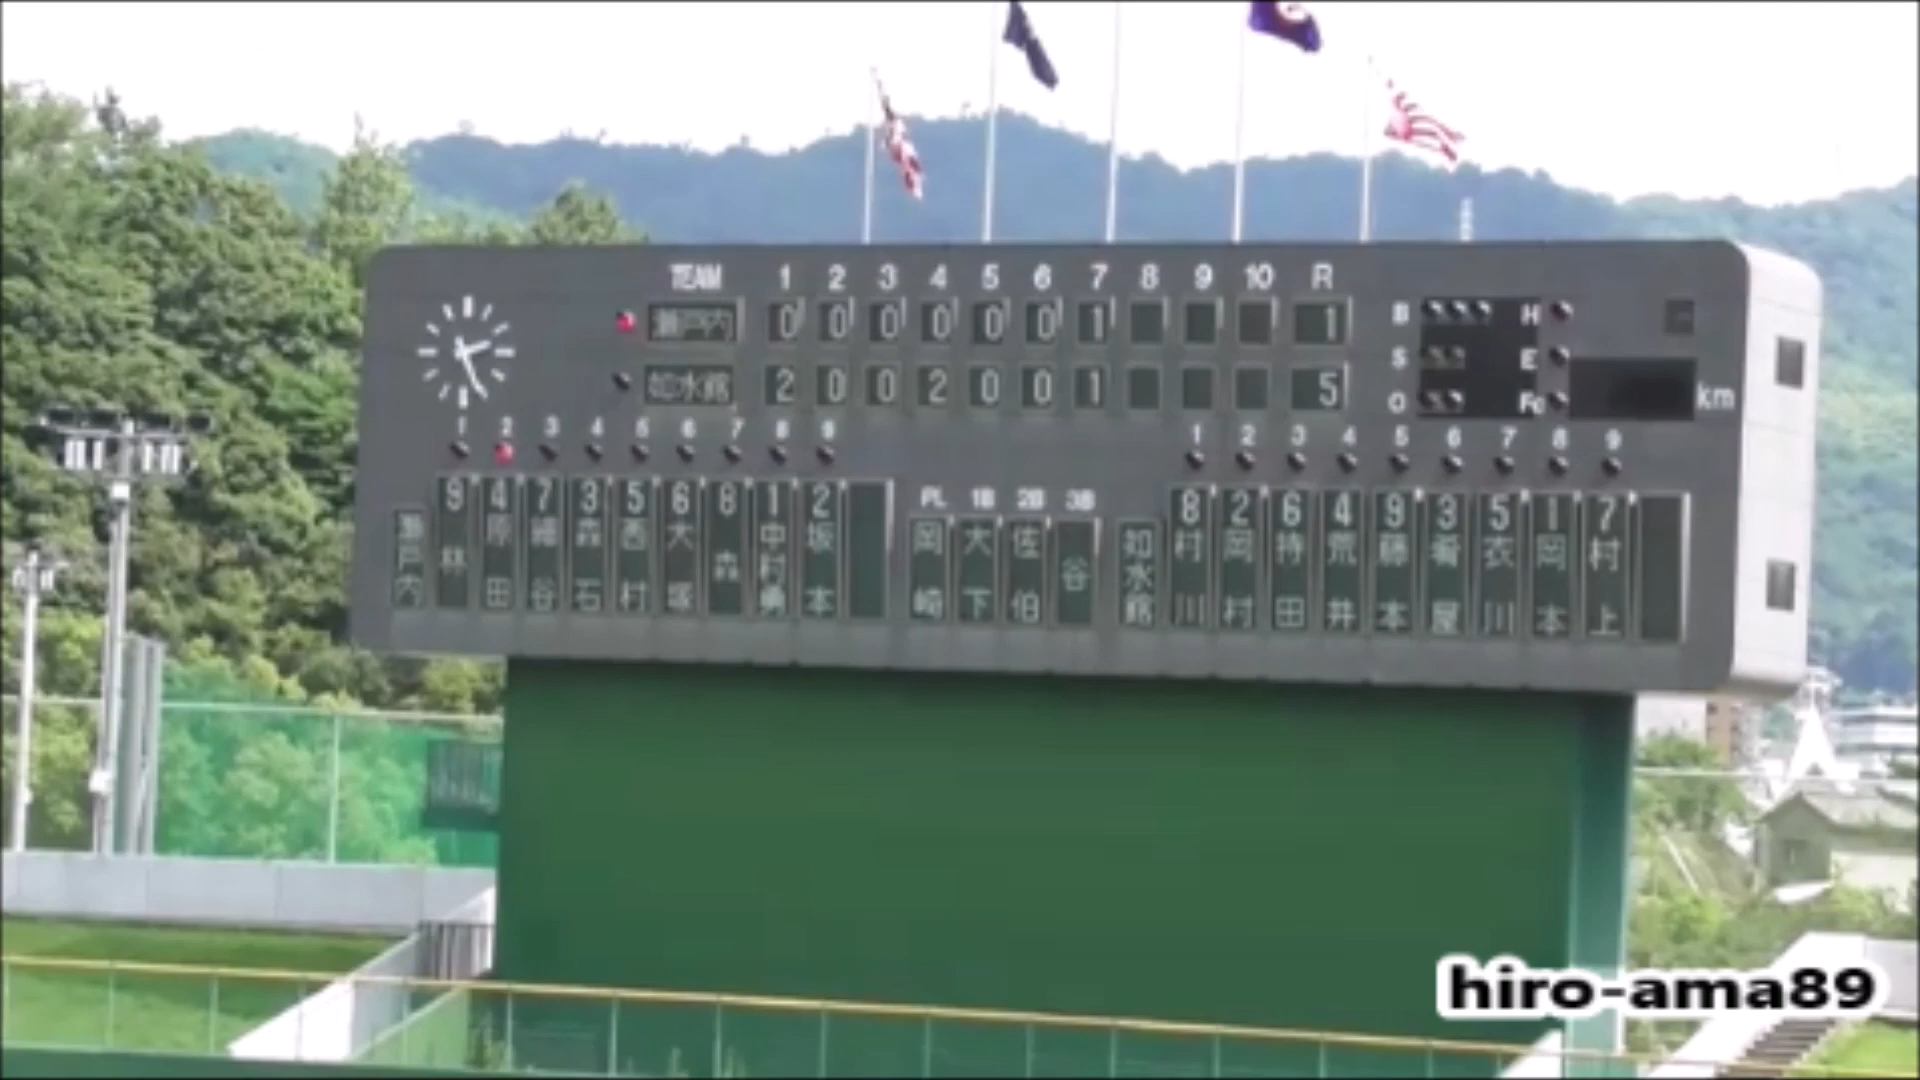 TEAM 1 2 3 4 5 6 7 8 9 10 R
瀬戸内 0 0 0 0 0 0 1 1
如水館 2 0 0 2 0 0 1 5
B H
S E
O Fc
km
1 2 3 4 5 6 7 8 9
瀬戸内
9 林
4 原田
7 細谷
3 森石
5 西村
6 大塚
8 森
1 中村勇
2 坂本
PL 1B 2B 3B
岡崎
大下
佐伯
谷
1 2 3 4 5 6 7 8 9
如水館
8 村川
2 岡村
6 持田
4 荒井
9 藤本
3 肴屋
5 衣川
1 岡本
7 村上
hiro-ama89